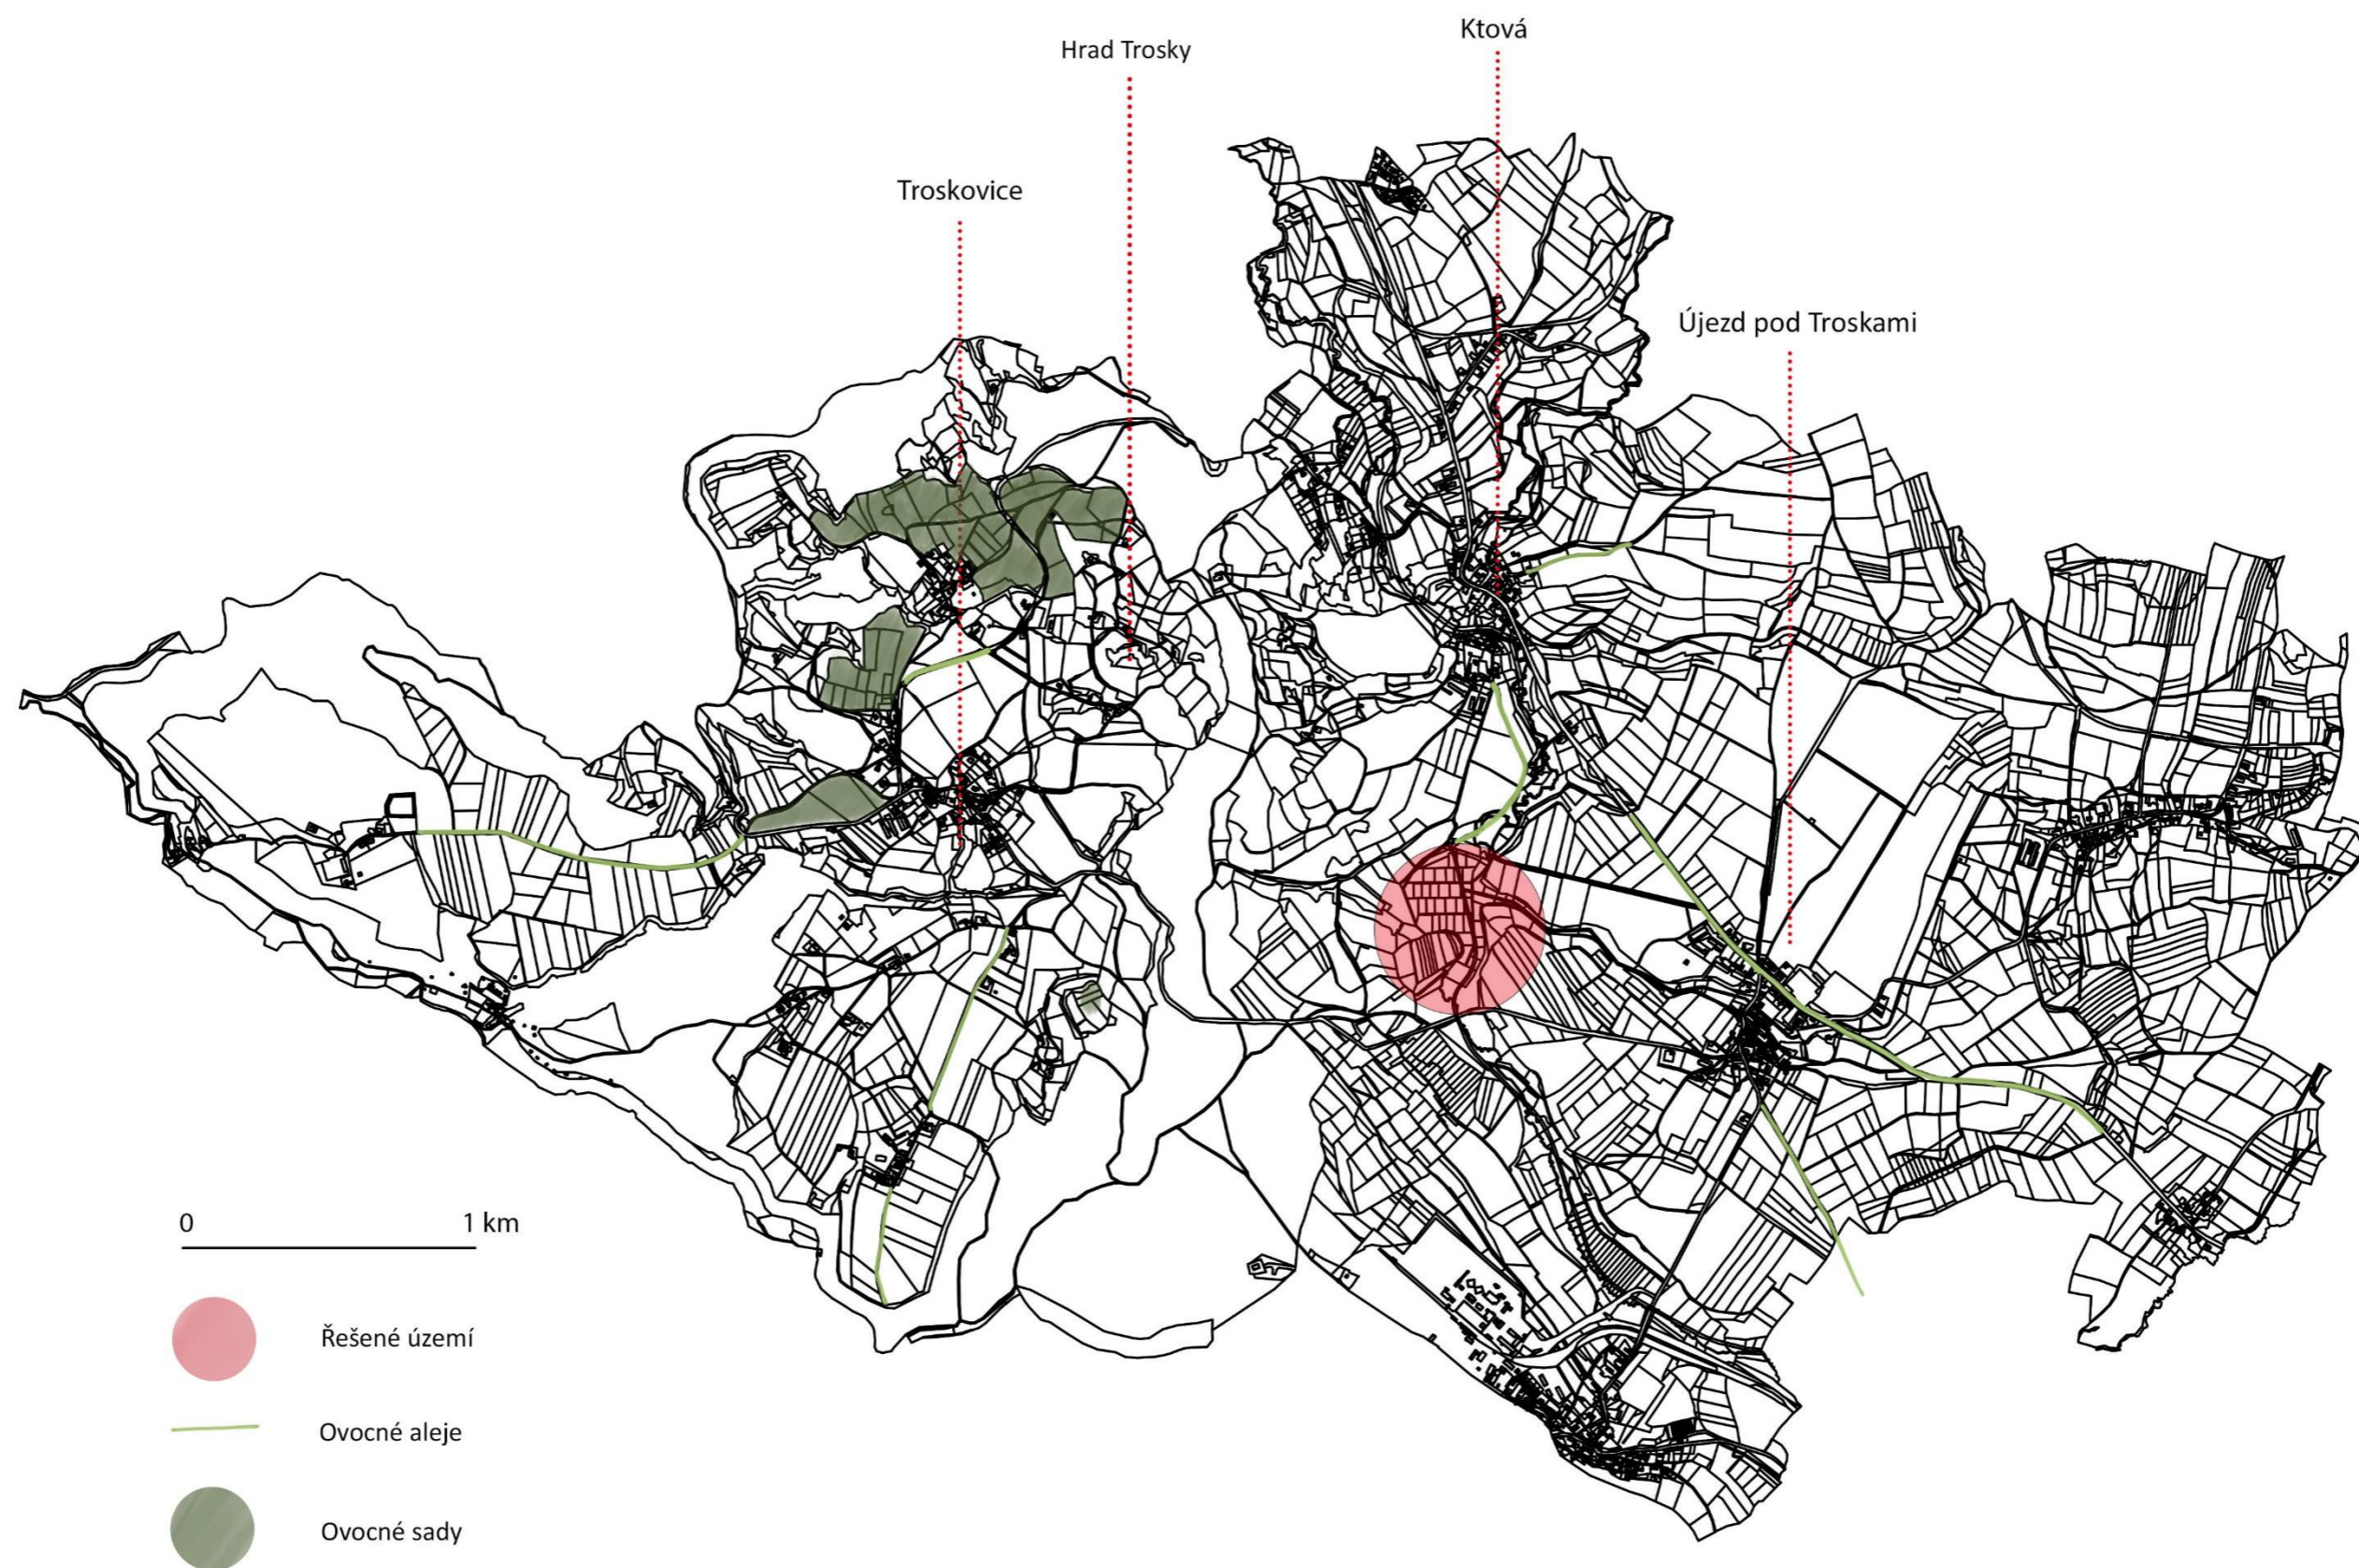 Ktová
Hrad Trosky
Troskovice
Újezd pod Troskami
0
1 km
Řešené území
Ovocné aleje
Ovocné sady